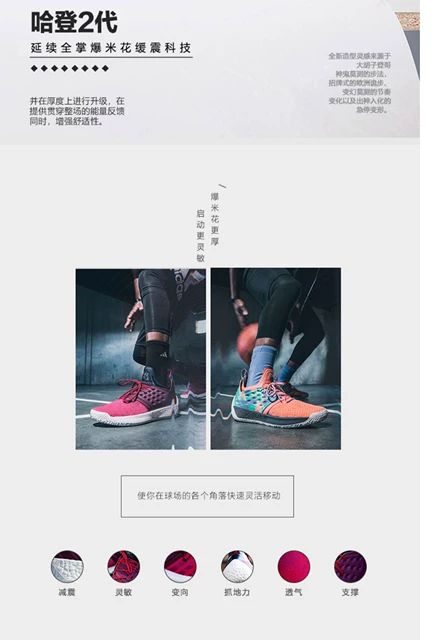 哈登2代
延续全掌爆米花缓震科技
并在厚度上进行升级，在
提供贯穿整场的能量反馈
同时，增强舒适性。
全新造型灵感来源于
大胡子登哥
神鬼莫测的步法，
招牌式的欧洲跑步、
变幻莫测的节奏
变化以及出神入化的
急停变形。
爆米花更厚
启动更灵敏
adidas
使你在球场的各个角落快速灵活移动
减震
灵敏
变向
抓地力
透气
支撑